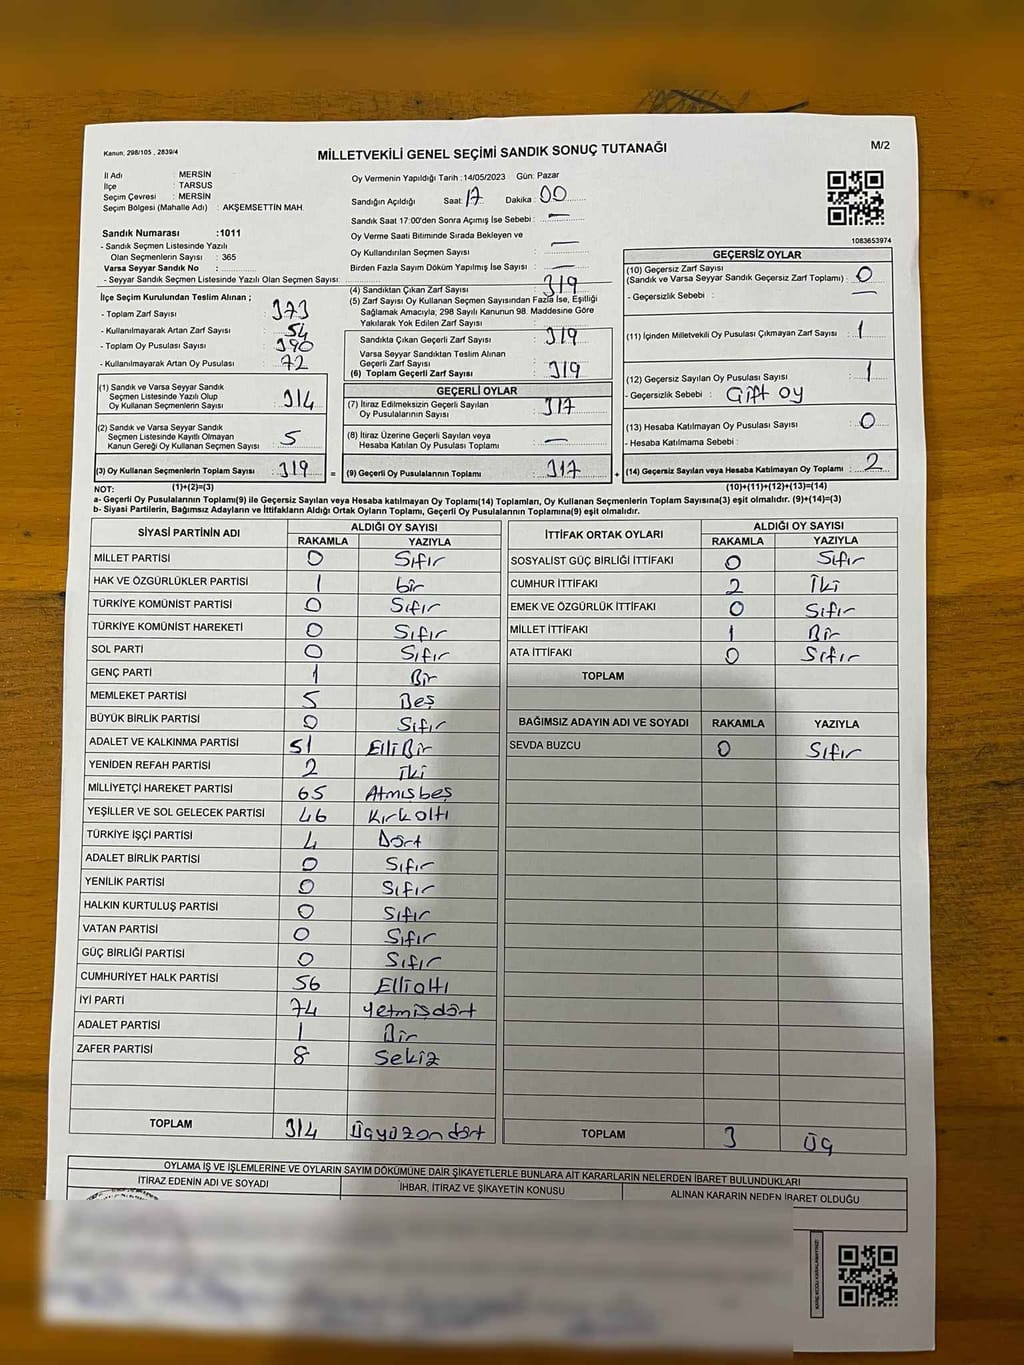 Kanun: 298/105 , 2839/4
MİLLETVEKİLİ GENEL SEÇİMİ SANDIK SONUÇ TUTANAĞI
M/2
İl Adı : MERSİN
İlçe : TARSUS
Seçim Çevresi : MERSİN
Seçim Bölgesi (Mahalle Adı) : AKŞEMSETTİN MAH.
Sandık Numarası :1011
- Sandık Seçmen Listesinde Yazılı
Olan Seçmenlerin Sayısı : 365
Varsa Seyyar Sandık No :
- Seyyar Sandık Seçmen Listesinde Yazılı Olan Seçmen Sayısı:
Oy Vermenin Yapıldığı Tarih :14/05/2023 Gün: Pazar
Sandığın Açıldığı Saat: 17 Dakika : 00
Sandık Saat 17:00'den Sonra Açımış İse Sebebi : —
Oy Verme Saati Bitiminde Sırada Bekleyen ve
Oy Kullandırılan Seçmen Sayısı : —
Birden Fazla Sayım Döküm Yapılmış İse Sayısı : —
1083653974
İlçe Seçim Kurulundan Teslim Alınan ;
- Toplam Zarf Sayısı : 373
- Kullanılmayarak Artan Zarf Sayısı : 54
- Toplam Oy Pusulası Sayısı : 390
- Kullanılmayarak Artan Oy Pusulası : 72
(1) Sandık ve Varsa Seyyar Sandık
Seçmen Listesinde Yazılı Olup
Oy Kullanan Seçmenlerin Sayısı : 314
(2) Sandık ve Varsa Seyyar Sandık
Seçmen Listesinde Kayıtlı Olmayan
Kanun Gereği Oy Kullanan Seçmen Sayısı : 5
(3) Oy Kullanan Seçmenlerin Toplam Sayısı : 319 =
(4) Sandıktan Çıkan Zarf Sayısı : 319
(5) Zarf Sayısı Oy Kullanan Seçmen Sayısından Fazla İse, Eşitliği
Sağlamak Amacıyla; 298 Sayılı Kanunun 98. Maddesine Göre
Yakılarak Yok Edilen Zarf Sayısı :
Sandıkta Çıkan Geçerli Zarf Sayısı : 319
Varsa Seyyar Sandıktan Teslim Alınan
Geçerli Zarf Sayısı :
(6) Toplam Geçerli Zarf Sayısı : 319
GEÇERLİ OYLAR
(7) İtiraz Edilmeksizin Geçerli Sayılan
Oy Pusulalarının Sayısı : 317
(8) İtiraz Üzerine Geçerli Sayılan veya
Hesaba Katılan Oy Pusulası Sayısı : —
(9) Geçerli Oy Pusulalarının Toplamı : 317 +
GEÇERSİZ OYLAR
(10) Geçersiz Zarf Sayısı
(Sandık ve Varsa Seyyar Sandık Geçersiz Zarf Toplamı) : 0
- Geçersizlik Sebebi : —
(11) İçinden Milletvekili Oy Pusulası Çıkmayan Zarf Sayısı : 1
(12) Geçersiz Sayılan Oy Pusulası Sayısı : 1
- Geçersizlik Sebebi : Çift oy
(13) Hesaba Katılmayan Oy Pusulası Sayısı : 0
- Hesaba Katılmama Sebebi :
(14) Geçersiz Sayılan veya Hesaba Katılmayan Oy Toplamı : 2
NOT: (1)+(2)=(3)
(10)+(11)+(12)+(13)=(14)
a- Geçerli Oy Pusulalarının Toplamı(9) ile Geçersiz Sayılan veya Hesaba katılmayan Oy Toplamı(14) Toplamları, Oy Kullanan Seçmenlerin Toplam Sayısına(3) eşit olmalıdır. (9)+(14)=(3)
b- Siyasi Partilerin, Bağımsız Adayların ve İttifakların Aldığı Ortak Oyların Toplamı, Geçerli Oy Pusulalarının Toplamına(9) eşit olmalıdır.
SİYASİ PARTİNİN ADI ALDIĞI OY SAYISI
RAKAMLA YAZIYLA
MİLLET PARTİSİ 0 Sıfır
HAK VE ÖZGÜRLÜKLER PARTİSİ 1 bir
TÜRKİYE KOMÜNİST PARTİSİ 0 Sıfır
TÜRKİYE KOMÜNİST HAREKETİ 0 Sıfır
SOL PARTİ 0 Sıfır
GENÇ PARTİ 1 Bir
MEMLEKET PARTİSİ 5 Beş
BÜYÜK BİRLİK PARTİSİ 0 Sıfır
ADALET VE KALKINMA PARTİSİ 51 Elli Bir
YENİDEN REFAH PARTİSİ 2 iki
MİLLİYETÇİ HAREKET PARTİSİ 65 Atmışbeş
YEŞİLLER VE SOL GELECEK PARTİSİ 46 Kırkaltı
TÜRKİYE İŞÇİ PARTİSİ 4 Dört
ADALET BİRLİK PARTİSİ 0 Sıfır
YENİLİK PARTİSİ 0 Sıfır
HALKIN KURTULUŞ PARTİSİ 0 Sıfır
VATAN PARTİSİ 0 Sıfır
GÜÇ BİRLİĞİ PARTİSİ 0 Sıfır
CUMHURİYET HALK PARTİSİ 56 Ellialtı
İYİ PARTİ 74 Yetmişdört
ADALET PARTİSİ 1 Bir
ZAFER PARTİSİ 8 Sekiz
TOPLAM 314 Üçyüzondört
İTTİFAK ORTAK OYLARI ALDIĞI OY SAYISI
RAKAMLA YAZIYLA
SOSYALİST GÜÇ BİRLİĞİ İTTİFAKI 0 Sıfır
CUMHUR İTTİFAKI 2 İki
EMEK VE ÖZGÜRLÜK İTTİFAKI 0 Sıfır
MİLLET İTTİFAKI 1 Bir
ATA İTTİFAKI 0 Sıfır
TOPLAM
BAĞIMSIZ ADAYIN ADI VE SOYADI RAKAMLA YAZIYLA
SEVDA BUZCU 0 Sıfır
TOPLAM 3 Üç
OYLAMA İŞ VE İŞLEMLERİNE VE OYLARIN SAYIM DÖKÜMÜNE DAİR ŞİKAYETLERLE BUNLARA AİT KARARLARIN NELERDEN İBARET BULUNDUKLARI
İTİRAZ EDENİN ADI VE SOYADI İHBAR, İTİRAZ VE ŞİKAYETİN KONUSU ALINAN KARARIN NEDEN İBARET OLDUĞU